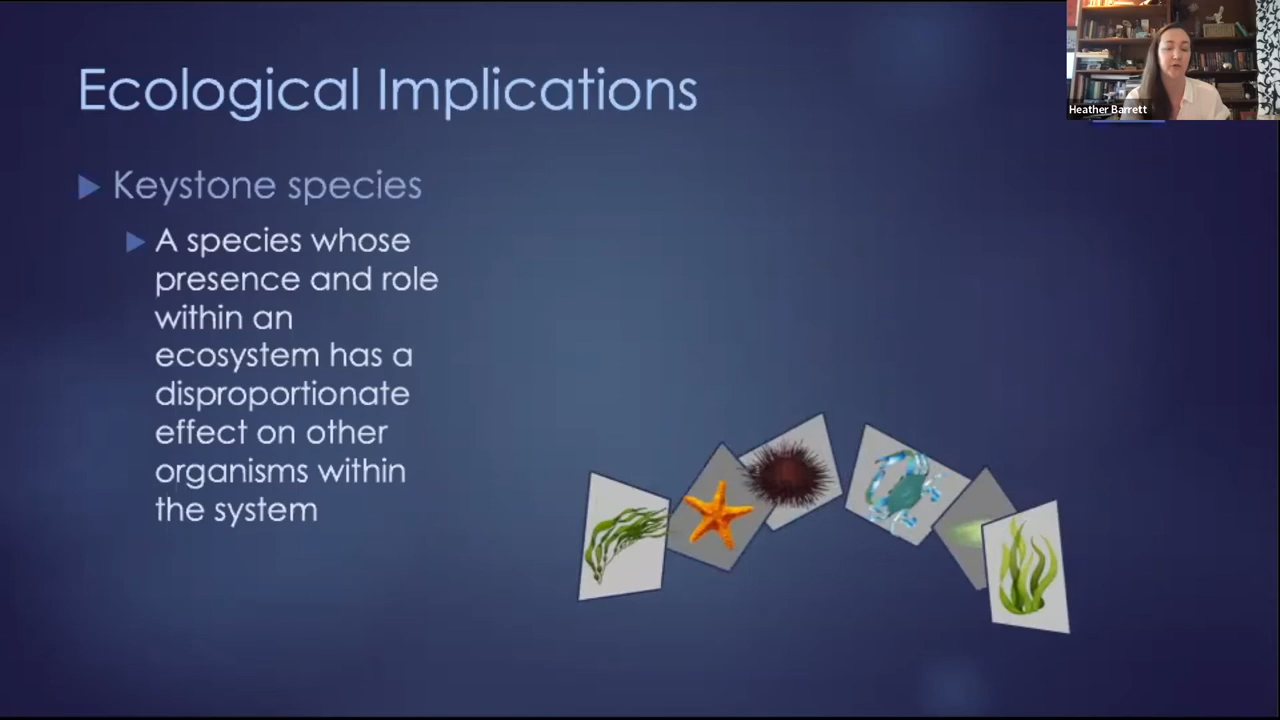 Ecological Implications
Keystone species
A species whose
presence and role
within an
ecosystem has a
disproportionate
effect on other
organisms within
the system
Heather Barrett